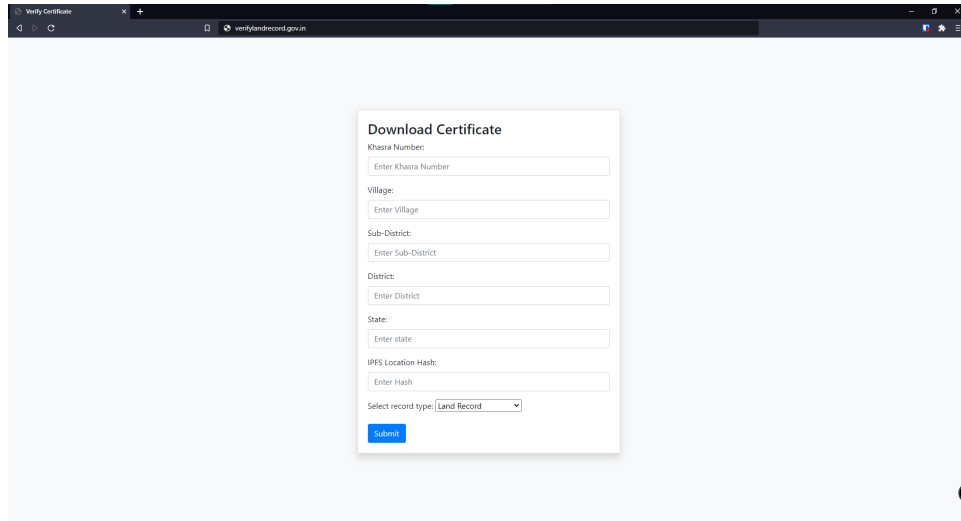 Verify Certificate
verifylandrecord.gov.in
Download Certificate
Khasra Number:
Enter Khasra Number
Village:
Enter Village
Sub-District:
Enter Sub-District
District:
Enter District
State:
Enter state
IPFS Location Hash:
Enter Hash
Select record type: Land Record
Submit